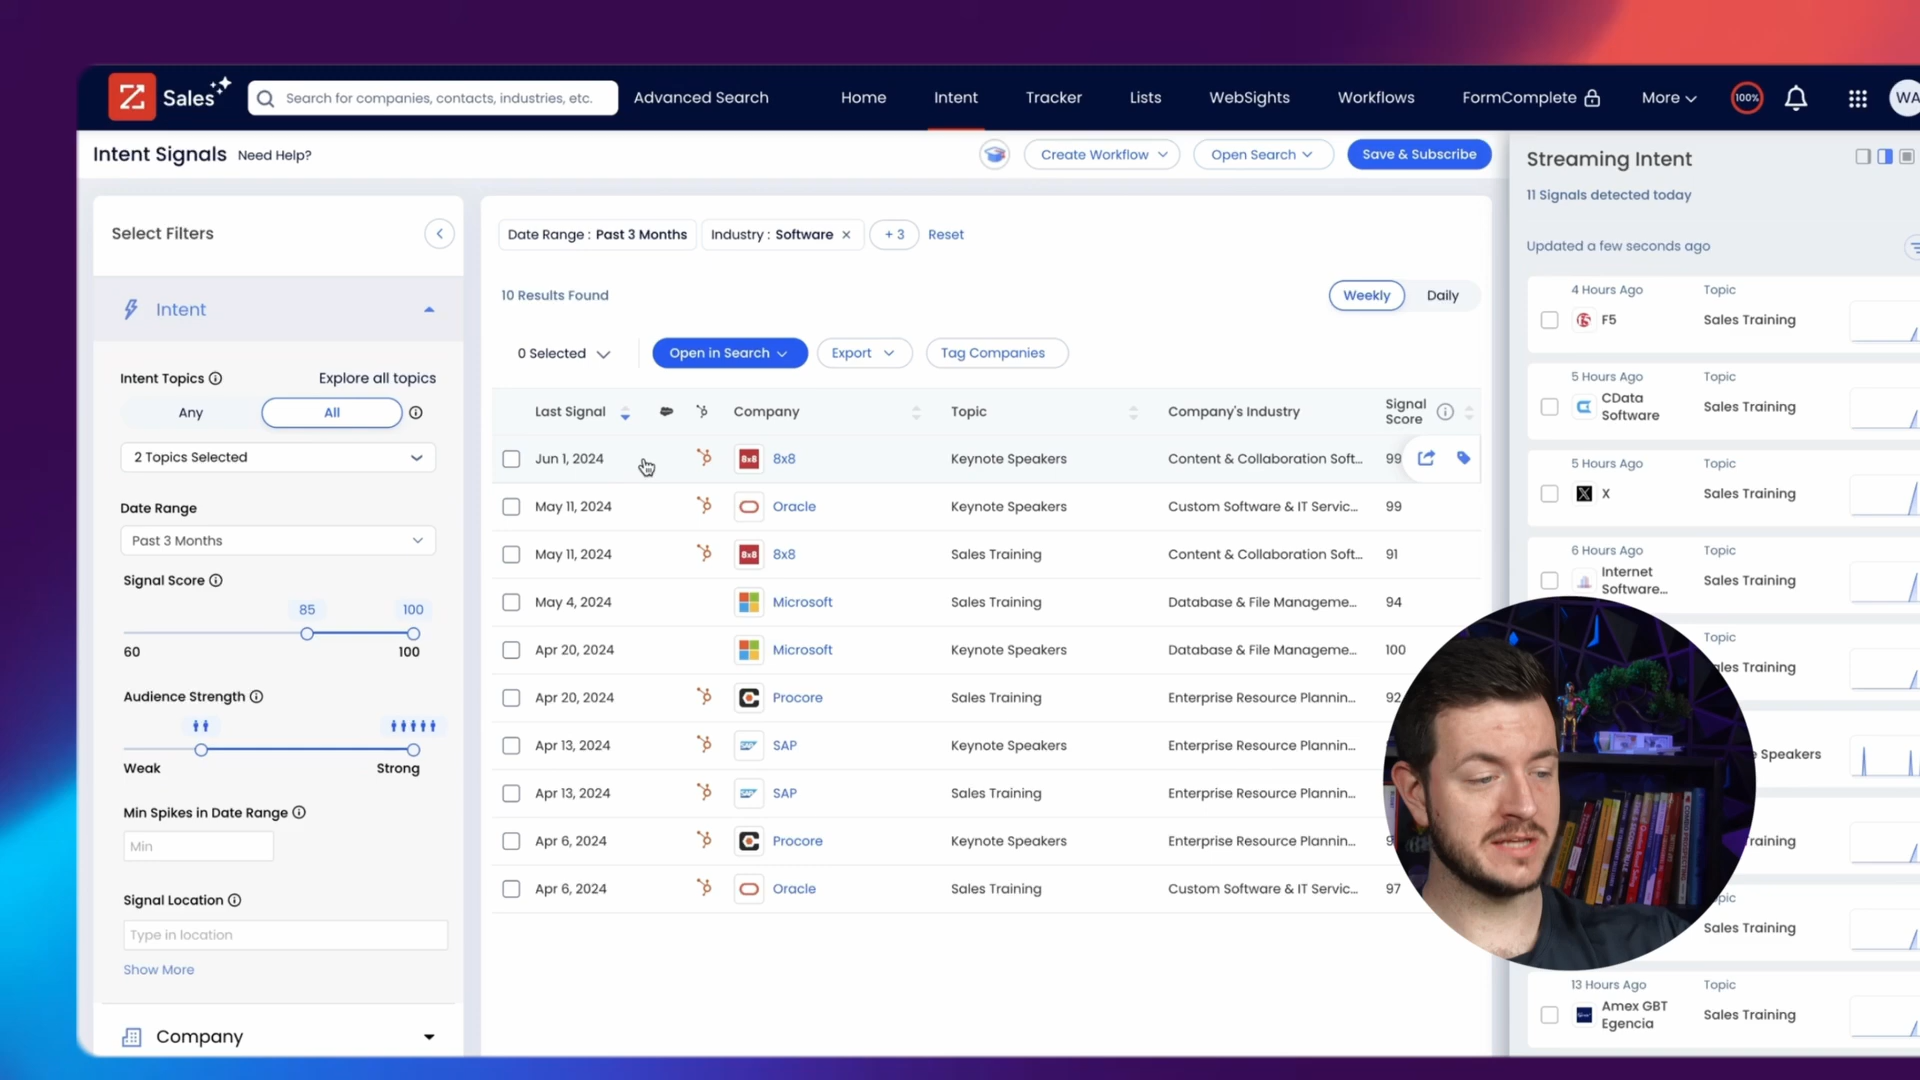 Sales
Search for companies, contacts, industries, etc.
Advanced Search
Home
Intent
Tracker
Lists
WebSights
Workflows
FormComplete
More
100%
WA
Intent Signals
Need Help?
Create Workflow
Open Search
Save & Subscribe
Select Filters
Intent
Intent Topics
Explore all topics
Any
All
2 Topics Selected
Date Range
Past 3 Months
Signal Score
85
100
60
100
Audience Strength
Weak
Strong
Min Spikes in Date Range
Min
Signal Location
Type in location
Show More
Company
Date Range : Past 3 Months
Industry : Software
+ 3
Reset
10 Results Found
Weekly
Daily
0 Selected
Open in Search
Export
Tag Companies
Last Signal
Company
Topic
Company's Industry
Signal Score
Jun 1, 2024 8x8 8x8 Keynote Speakers Content & Collaboration Soft... 99
May 11, 2024 Oracle Keynote Speakers Custom Software & IT Servic... 99
May 11, 2024 8x8 8x8 Sales Training Content & Collaboration Soft... 91
May 4, 2024 Microsoft Sales Training Database & File Manageme... 94
Apr 20, 2024 Microsoft Keynote Speakers Database & File Manageme... 100
Apr 20, 2024 Procore Sales Training Enterprise Resource Plannin... 92
Apr 13, 2024 SAP SAP Keynote Speakers Enterprise Resource Plannin...
Apr 13, 2024 SAP SAP Sales Training Enterprise Resource Plannin...
Apr 6, 2024 Procore Keynote Speakers Enterprise Resource Plannin...
Apr 6, 2024 Oracle Sales Training Custom Software & IT Servic... 97
Streaming Intent
11 Signals detected today
Updated a few seconds ago
4 Hours Ago Topic
F5 Sales Training
5 Hours Ago Topic
CData Software Sales Training
5 Hours Ago Topic
X Sales Training
6 Hours Ago Topic
Internet Software... Sales Training
Topic
les Training
Speakers
raining
pic
Sales Training
13 Hours Ago Topic
Amex GBT Egencia Sales Training